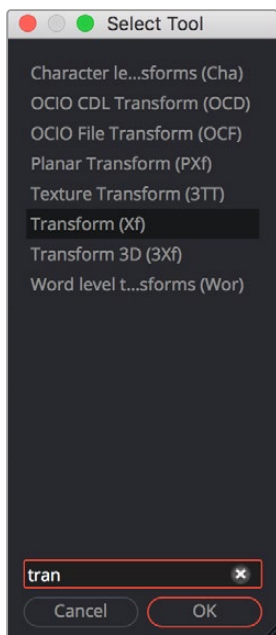 Select Tool
Character le...sforms (Cha)
OCIO CDL Transform (OCD)
OCIO File Transform (OCF)
Planar Transform (PXf)
Texture Transform (3TT)
Transform (Xf)
Transform 3D (3Xf)
Word level t...sforms (Wor)
tran
Cancel OK